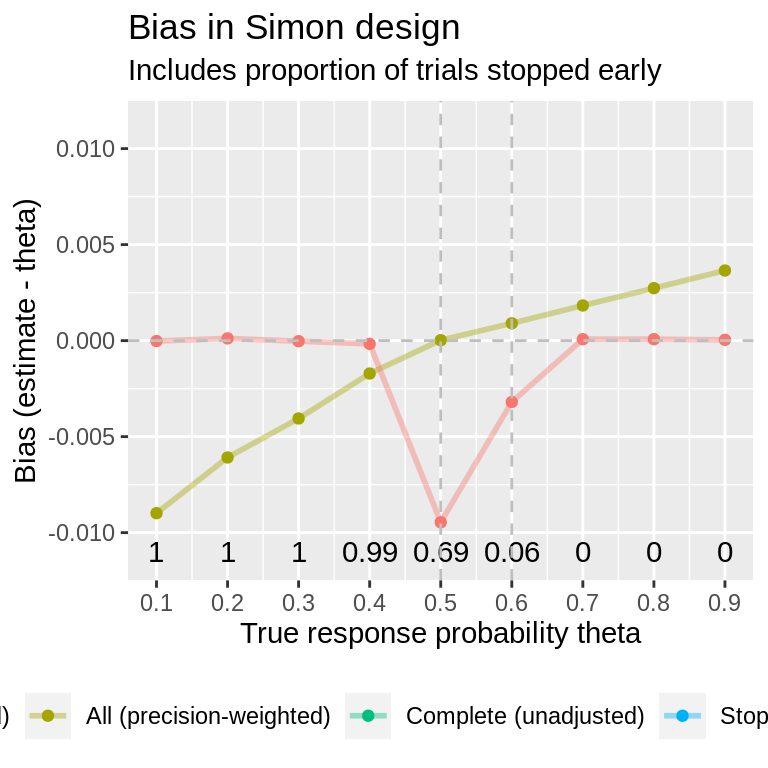 Bias in Simon design
Includes proportion of trials stopped early
Bias (estimate - theta)
0.010
0.005
0.000
-0.005
-0.010
1 1 1 0.99 0.69 0.06 0 0 0
0.1 0.2 0.3 0.4 0.5 0.6 0.7 0.8 0.9
True response probability theta
) All (precision-weighted) Complete (unadjusted) Stop